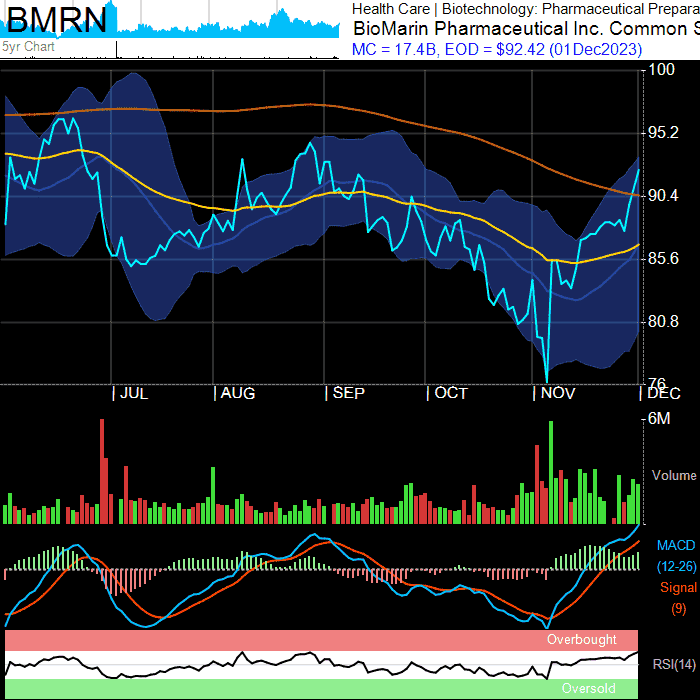 BMRN
5yr Chart
Health Care | Biotechnology: Pharmaceutical Prepara
BioMarin Pharmaceutical Inc. Common S
MC = 17.4B, EOD = $92.42 (01Dec2023)
100
95.2
90.4
85.6
80.8
76
JUL AUG SEP OCT NOV DEC
6M
Volume
MACD
(12-26)
Signal
(9)
Overbought
RSI(14)
Oversold